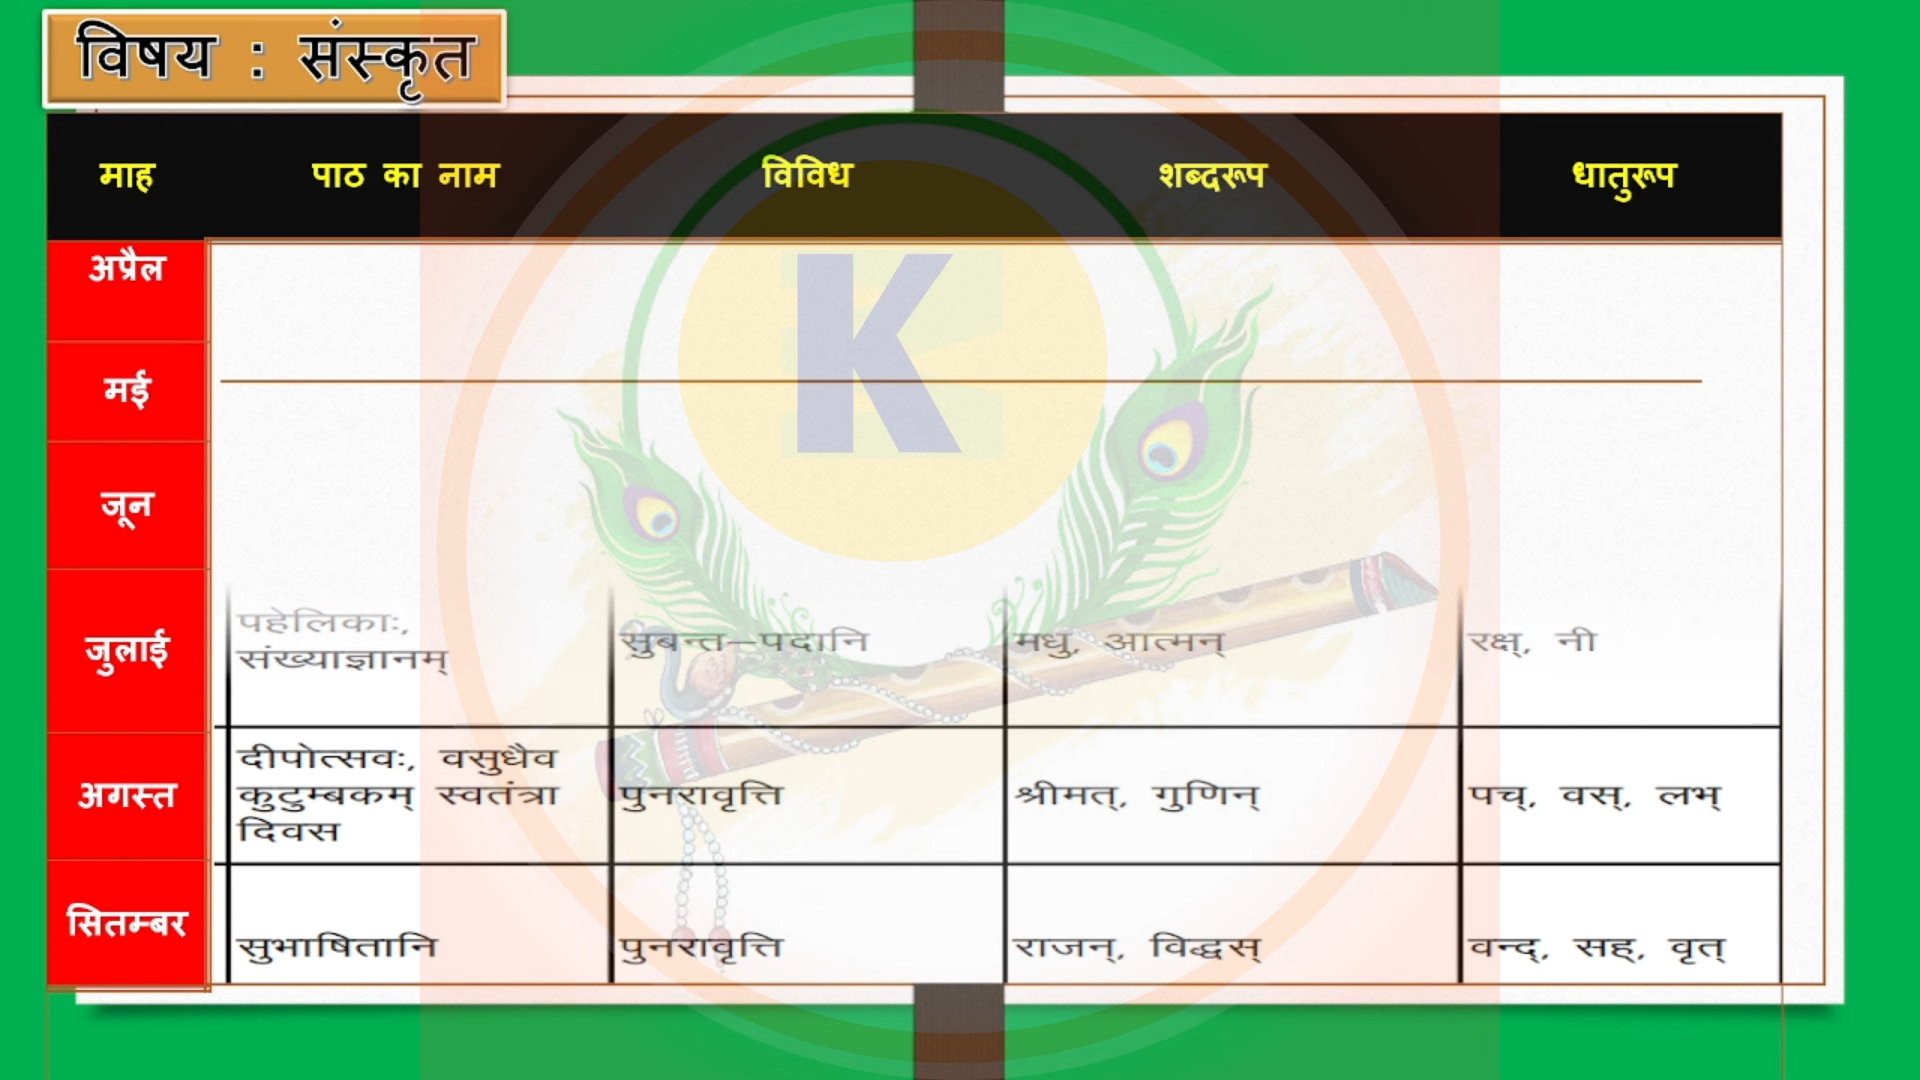 विषय : संस्कृत
माह पाठ का नाम विविध शब्दरूप धातुरूप
अप्रैल
मई
जून
जुलाई
पहेलिकाः,
संख्याज्ञानम्
सुबन्त–पदानि
मधु, आत्मन्
रक्ष्, नी
अगस्त
दीपोत्सवः, वसुधैव
कुटुम्बकम् स्वतंत्रा
दिवस
पुनरावृत्ति
श्रीमत्, गुणिन्
पच्, वस्, लभ्
सितम्बर
सुभाषितानि
पुनरावृत्ति
राजन्, विद्धस्
वन्द्, सह्, वृत्
K